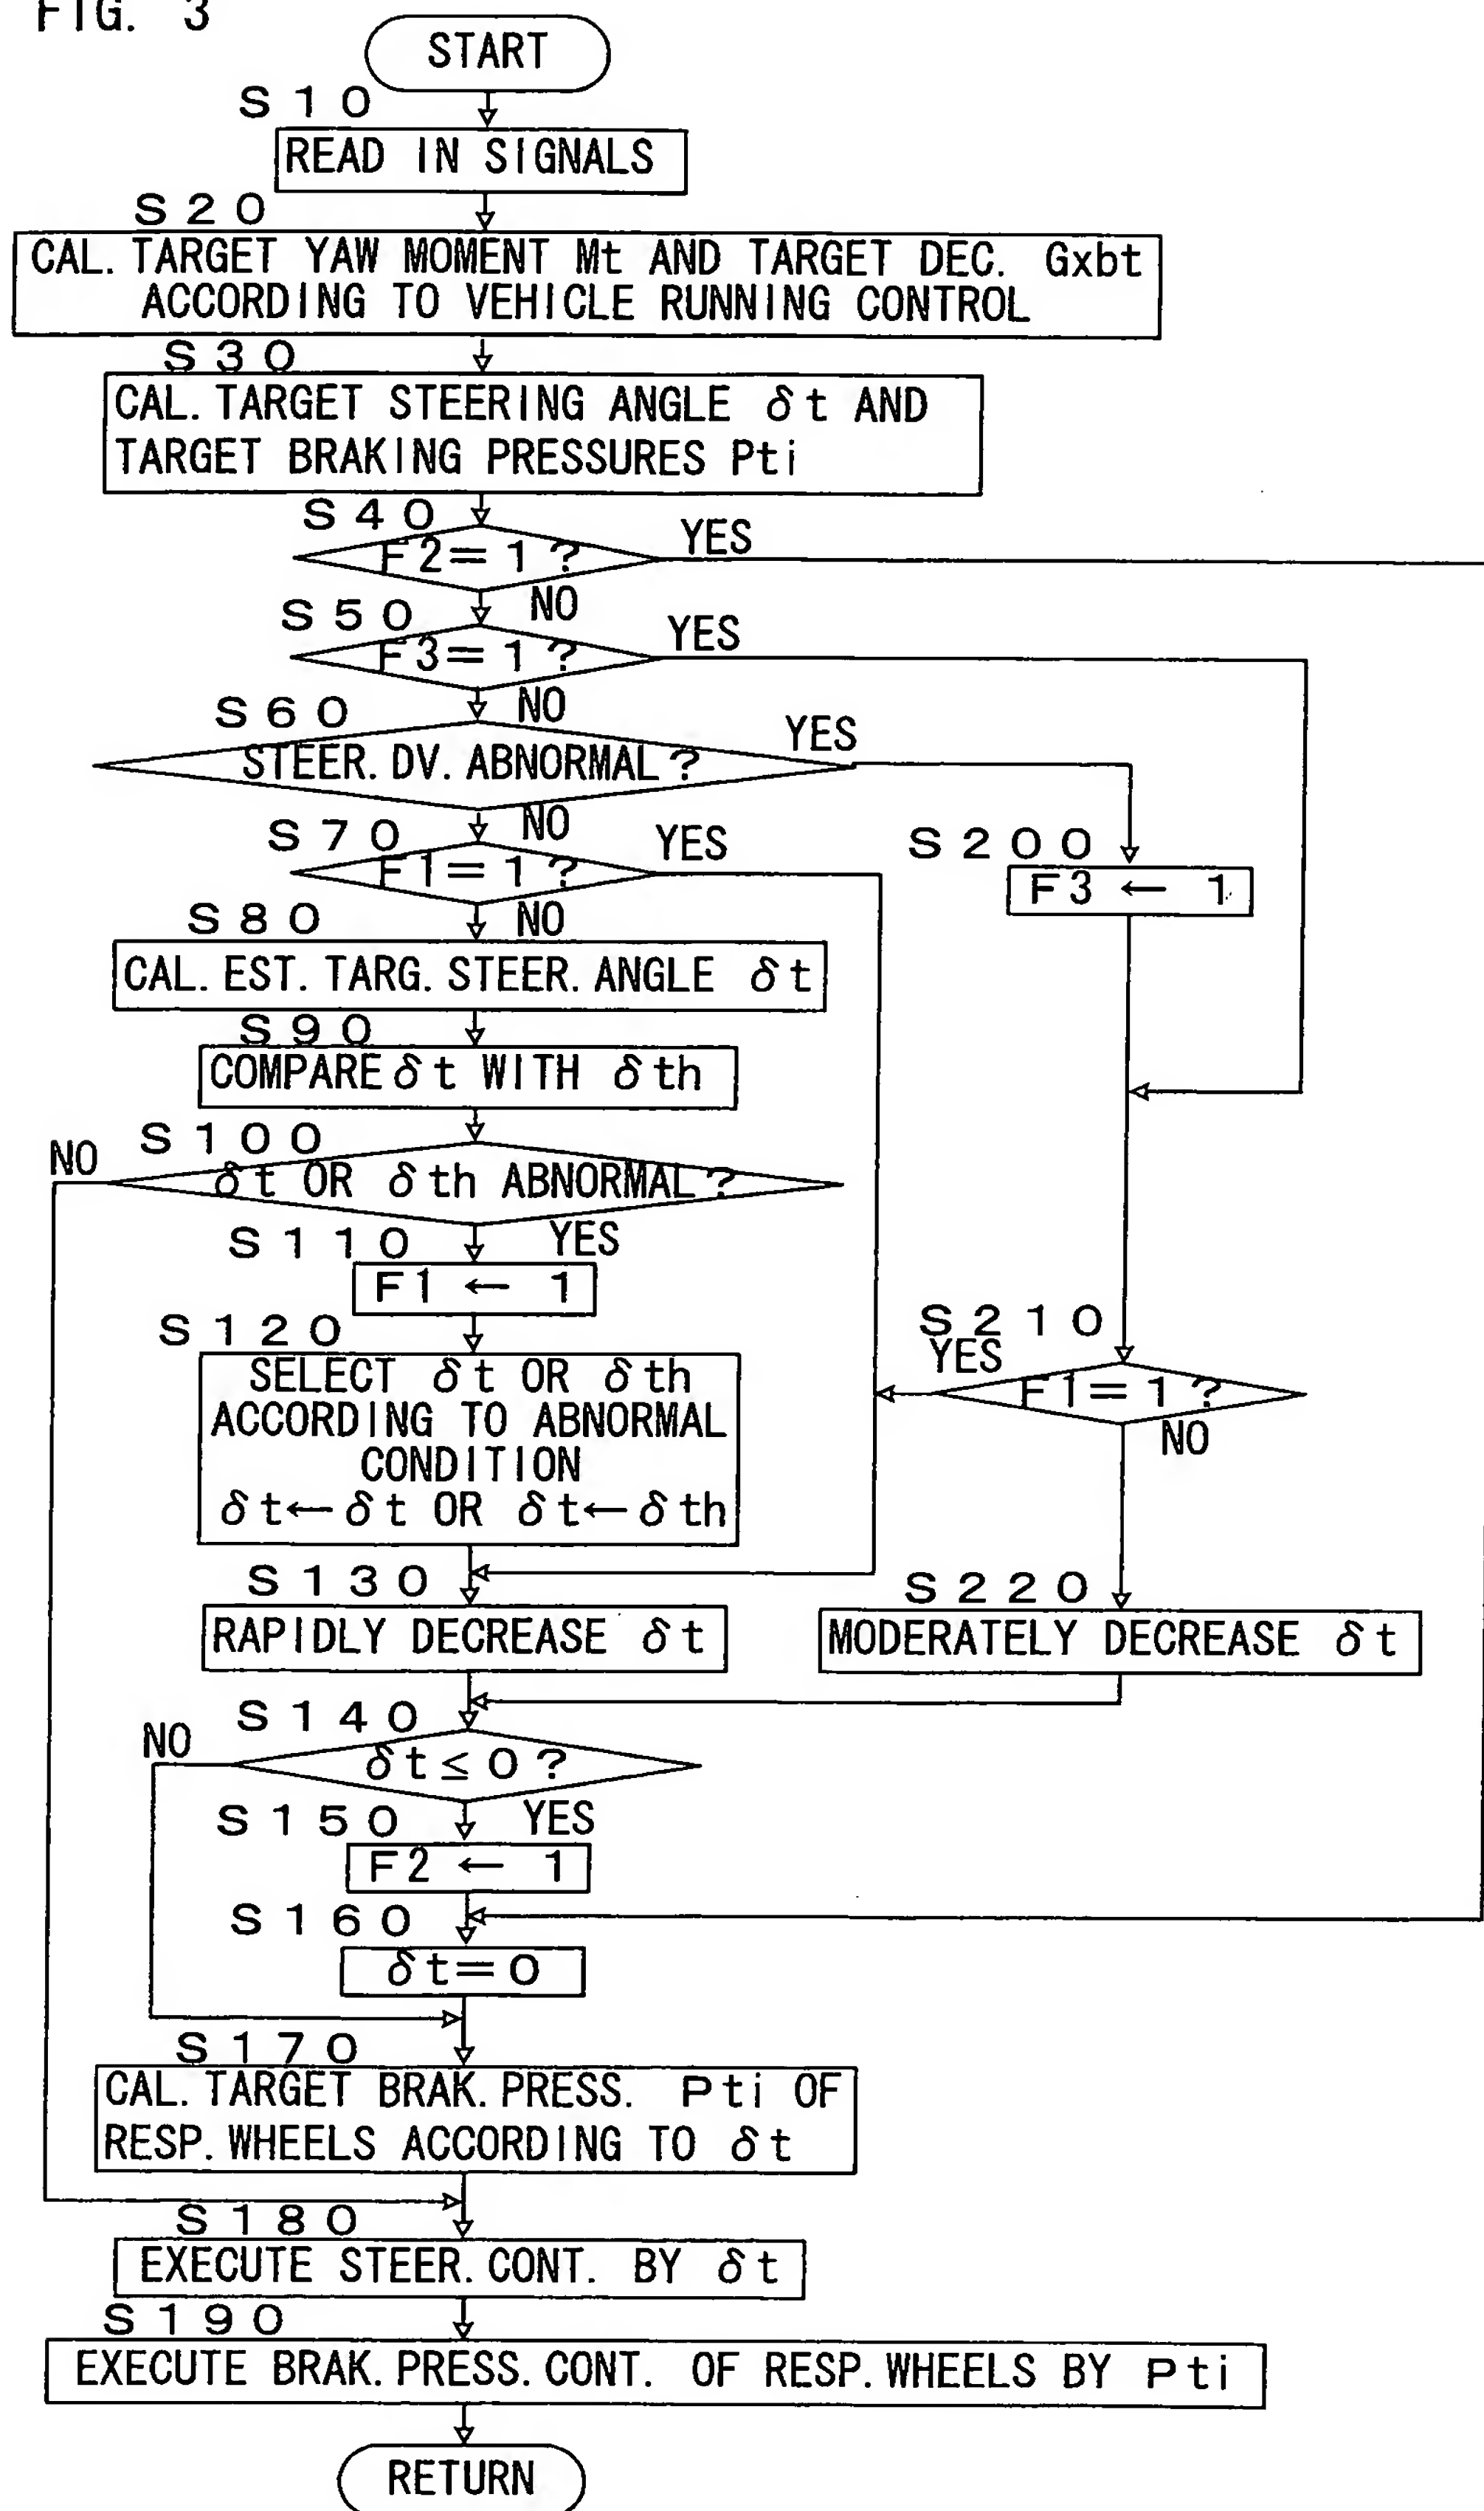 FIG. 3
START
S10
READ IN SIGNALS
S20
CAL. TARGET YAW MOMENT Mt AND TARGET DEC. Gxbt
ACCORDING TO VEHICLE RUNNING CONTROL
S30
CAL. TARGET STEERING ANGLE δt AND
TARGET BRAKING PRESSURES Pti
S40
F2=1?
YES
NO
S50
F3=1?
YES
NO
S60
STEER. DV. ABNORMAL?
YES
NO
S70
F1=1?
YES
NO
S200
F3 ← 1
S80
CAL. EST. TARG. STEER. ANGLE δt
S90
COMPARE δt WITH δth
S100
δt OR δth ABNORMAL?
NO
YES
S110
F1 ← 1
S120
SELECT δt OR δth
ACCORDING TO ABNORMAL
CONDITION
δt←δt OR δt←δth
S210
YES
F1=1?
NO
S130
RAPIDLY DECREASE δt
S220
MODERATELY DECREASE δt
S140
NO
δt≤0?
YES
S150
F2 ← 1
S160
δt=0
S170
CAL. TARGET BRAK. PRESS. Pti OF
RESP. WHEELS ACCORDING TO δt
S180
EXECUTE STEER. CONT. BY δt
S190
EXECUTE BRAK. PRESS. CONT. OF RESP. WHEELS BY Pti
RETURN